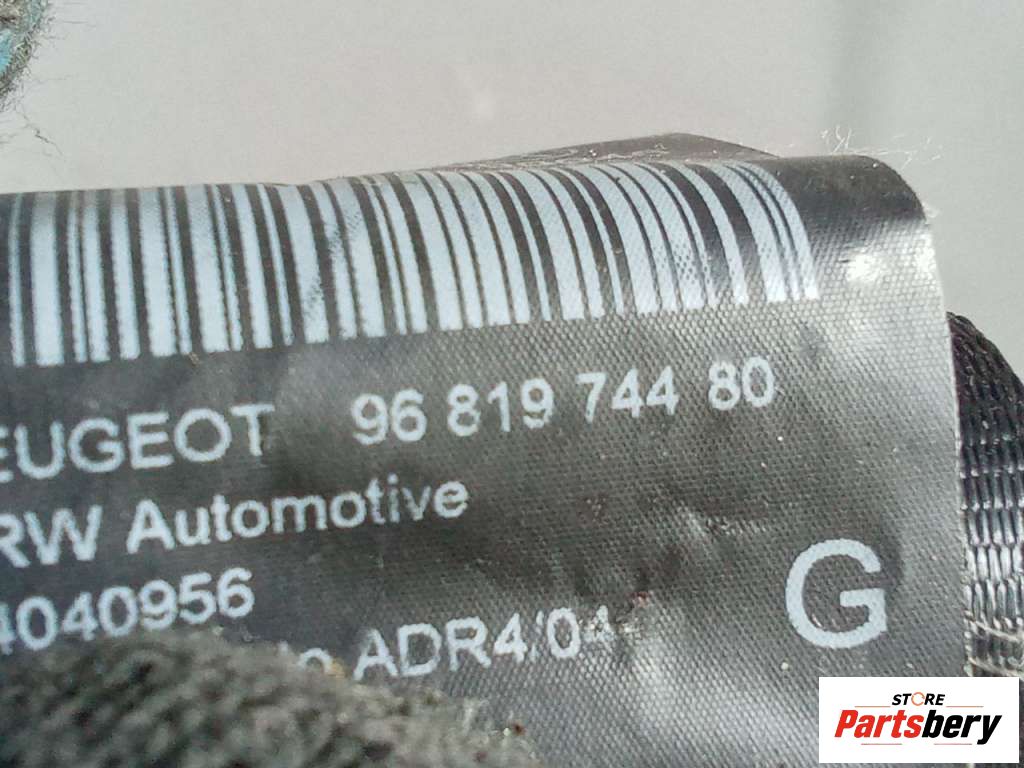 EUGEOT 96 819 744 80
RW Automotive
4040956
ADR4/04
G
STORE
Partsbery